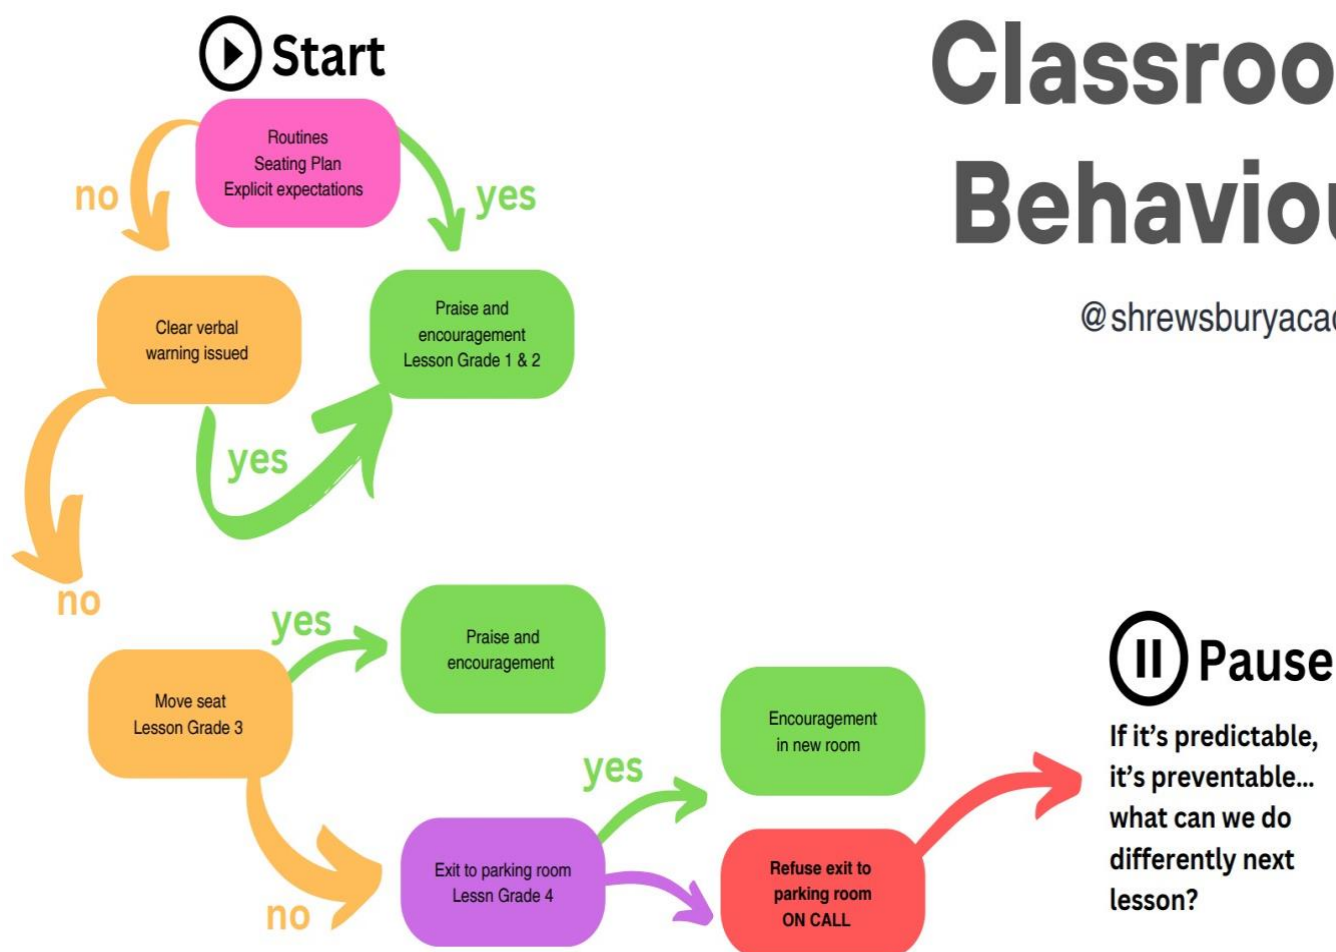 Start
Classroo
Behaviou
@shrewsburyacad
Routines
Seating Plan
Explicit expectations
no
yes
Clear verbal
warning issued
Praise and
encouragement
Lesson Grade 1 & 2
yes
no
yes
Praise and
encouragement
Move seat
Lesson Grade 3
Pause
If it’s predictable,
it’s preventable...
what can we do
differently next
lesson?
Encouragement
in new room
yes
Exit to parking room
Lessn Grade 4
Refuse exit to
parking room
ON CALL
no